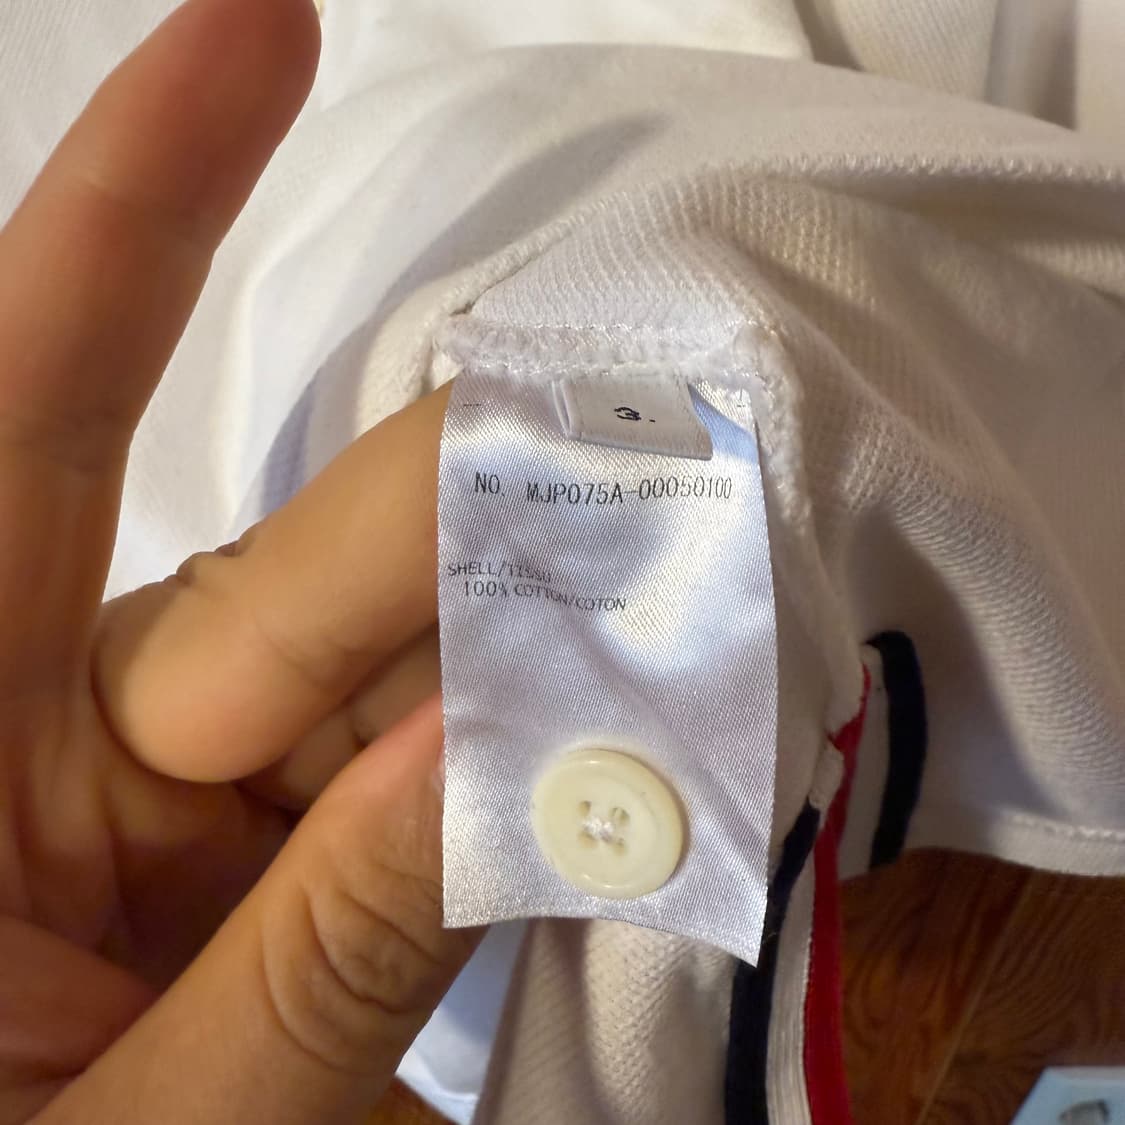 3.
NO. MJP075A-00050100
SHELL/TISSU
100% COTTON/COTON